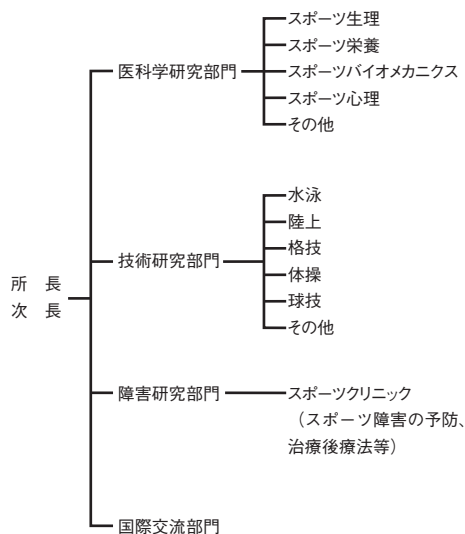 スポーツ生理
スポーツ栄養
医科学研究部門
スポーツバイオメカニクス
スポーツ心理
その他
水泳
陸上
格技
技術研究部門
体操
球技
その他
所 長
次 長
障害研究部門
スポーツクリニック
（スポーツ障害の予防、
治療後療法等）
国際交流部門